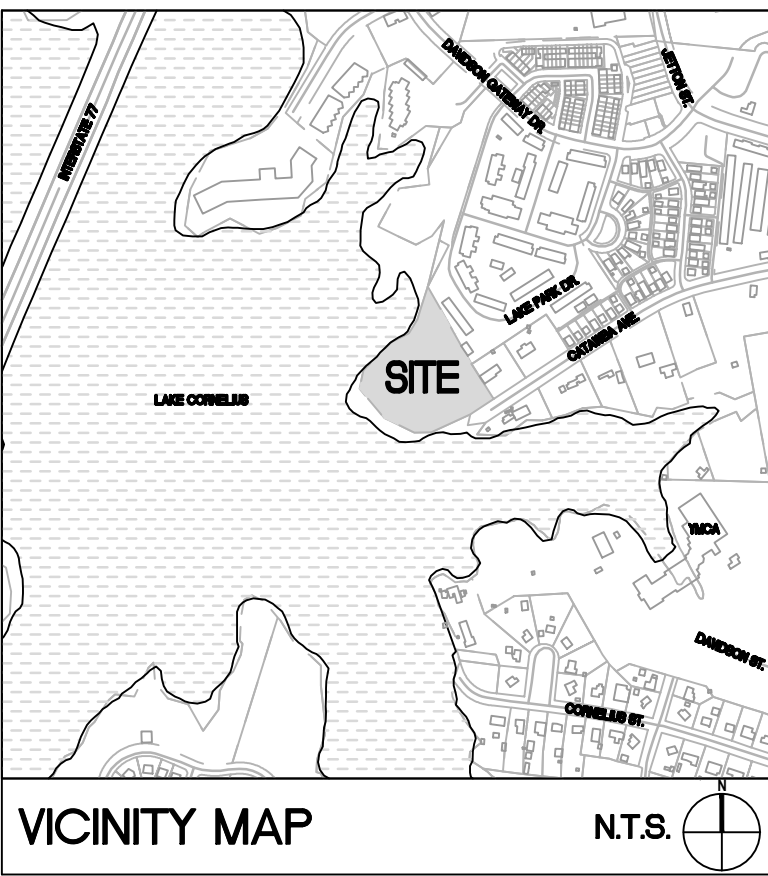 DAVIDSON GATEWAY DR.
JETTON ST.
INTERSTATE 77
LAKE PARK DR.
CATAWBA AVE.
SITE
LAKE CORNELIUS
YMCA
DAVIDSON ST.
CORNELIUS ST.
VICINITY MAP
N.T.S.
N